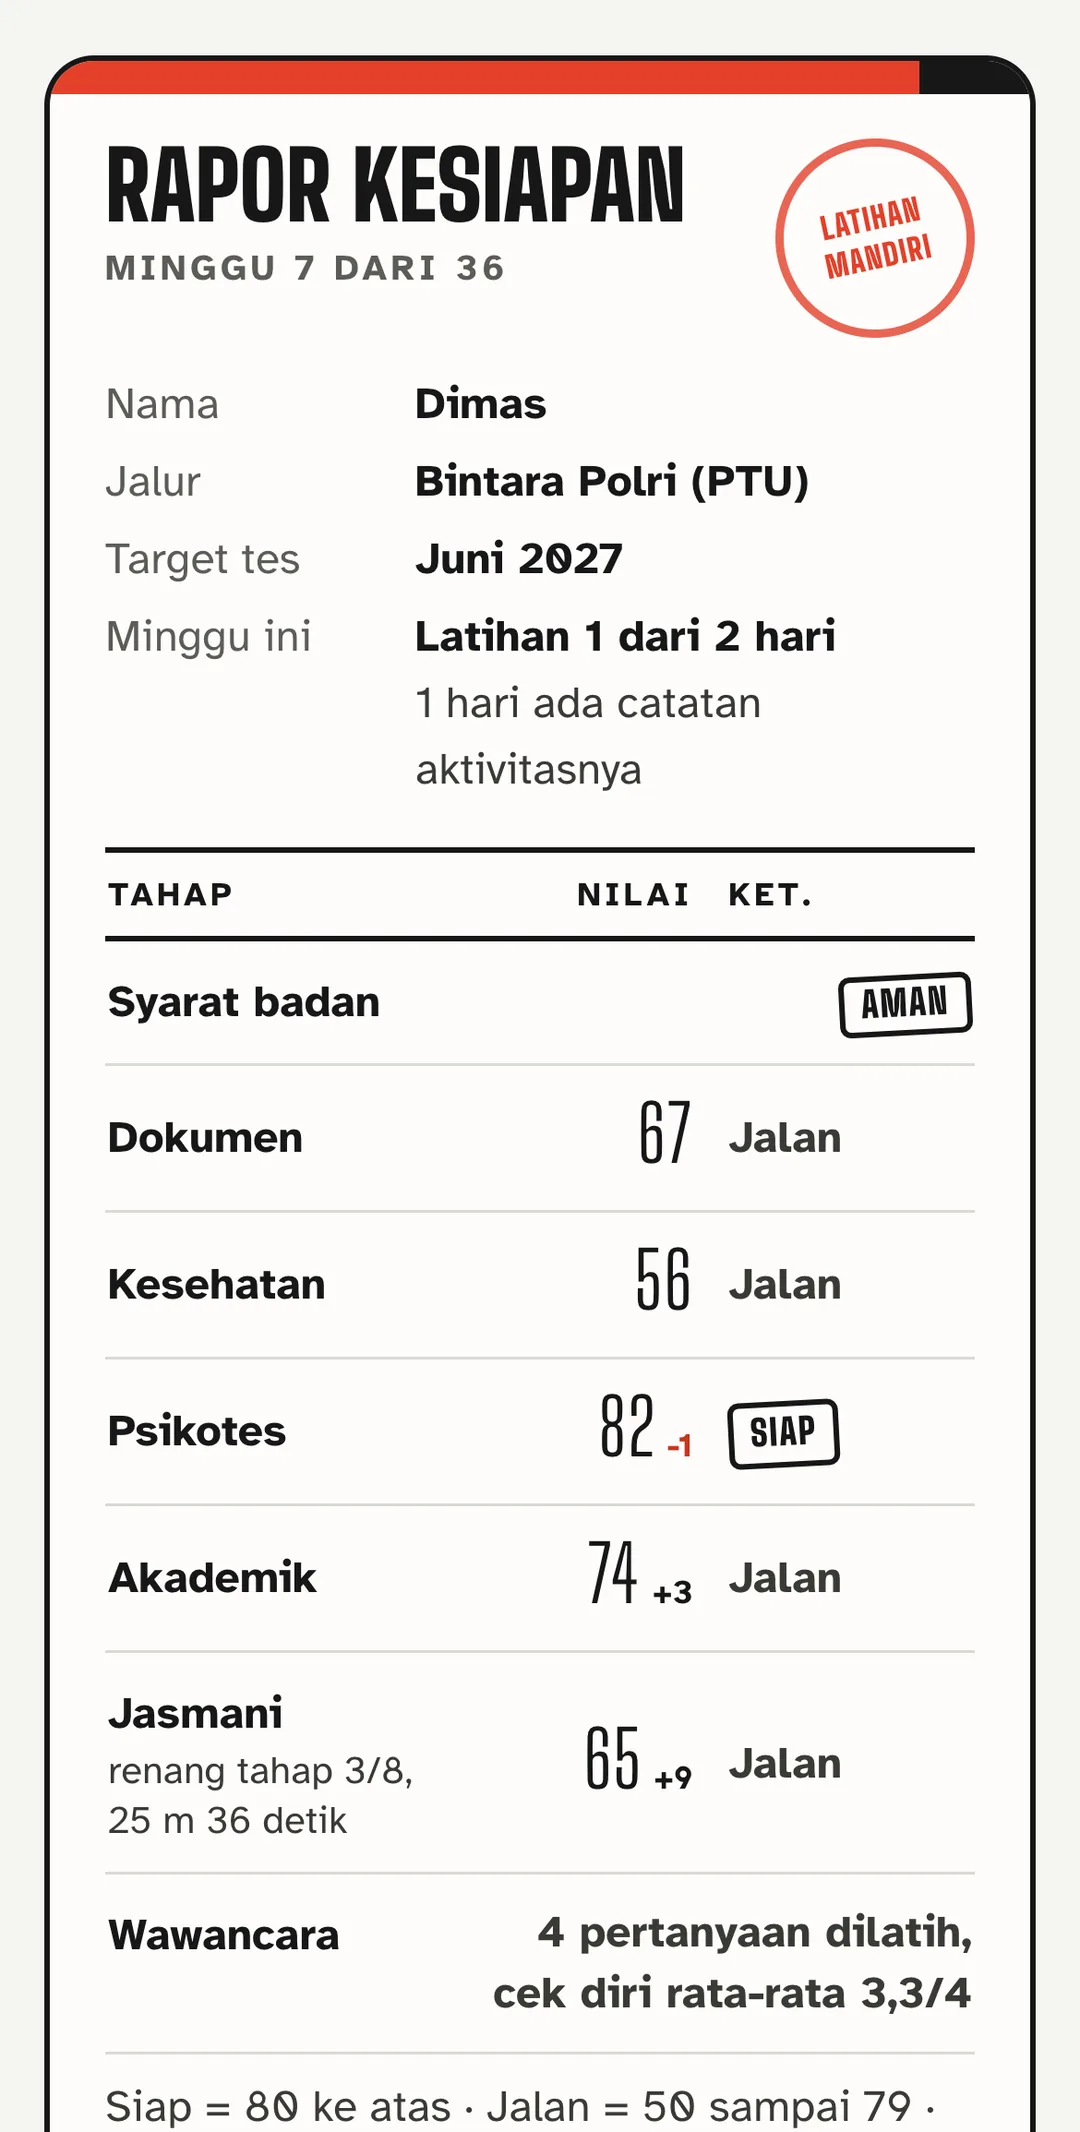 RAPOR KESIAPAN
MINGGU 7 DARI 36
LATIHAN
MANDIRI
Nama Dimas
Jalur Bintara Polri (PTU)
Target tes Juni 2027
Minggu ini Latihan 1 dari 2 hari
1 hari ada catatan
aktivitasnya
TAHAP NILAI KET.
Syarat badan AMAN
Dokumen 67 Jalan
Kesehatan 56 Jalan
Psikotes 82 -1 SIAP
Akademik 74 +3 Jalan
Jasmani 65 +9 Jalan
renang tahap 3/8,
25 m 36 detik
Wawancara 4 pertanyaan dilatih,
cek diri rata-rata 3,3/4
Siap = 80 ke atas · Jalan = 50 sampai 79 ·